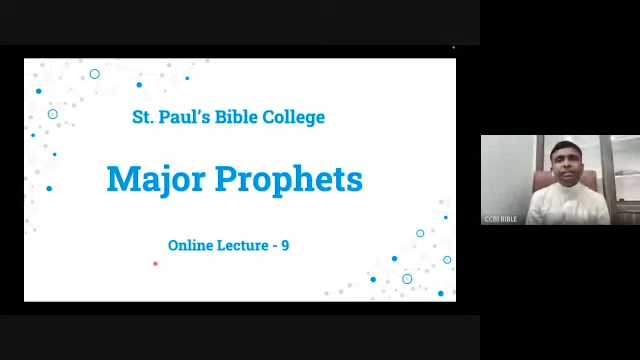 St. Paul's Bible College
Major Prophets
Online Lecture - 9
CCBI BIBLE